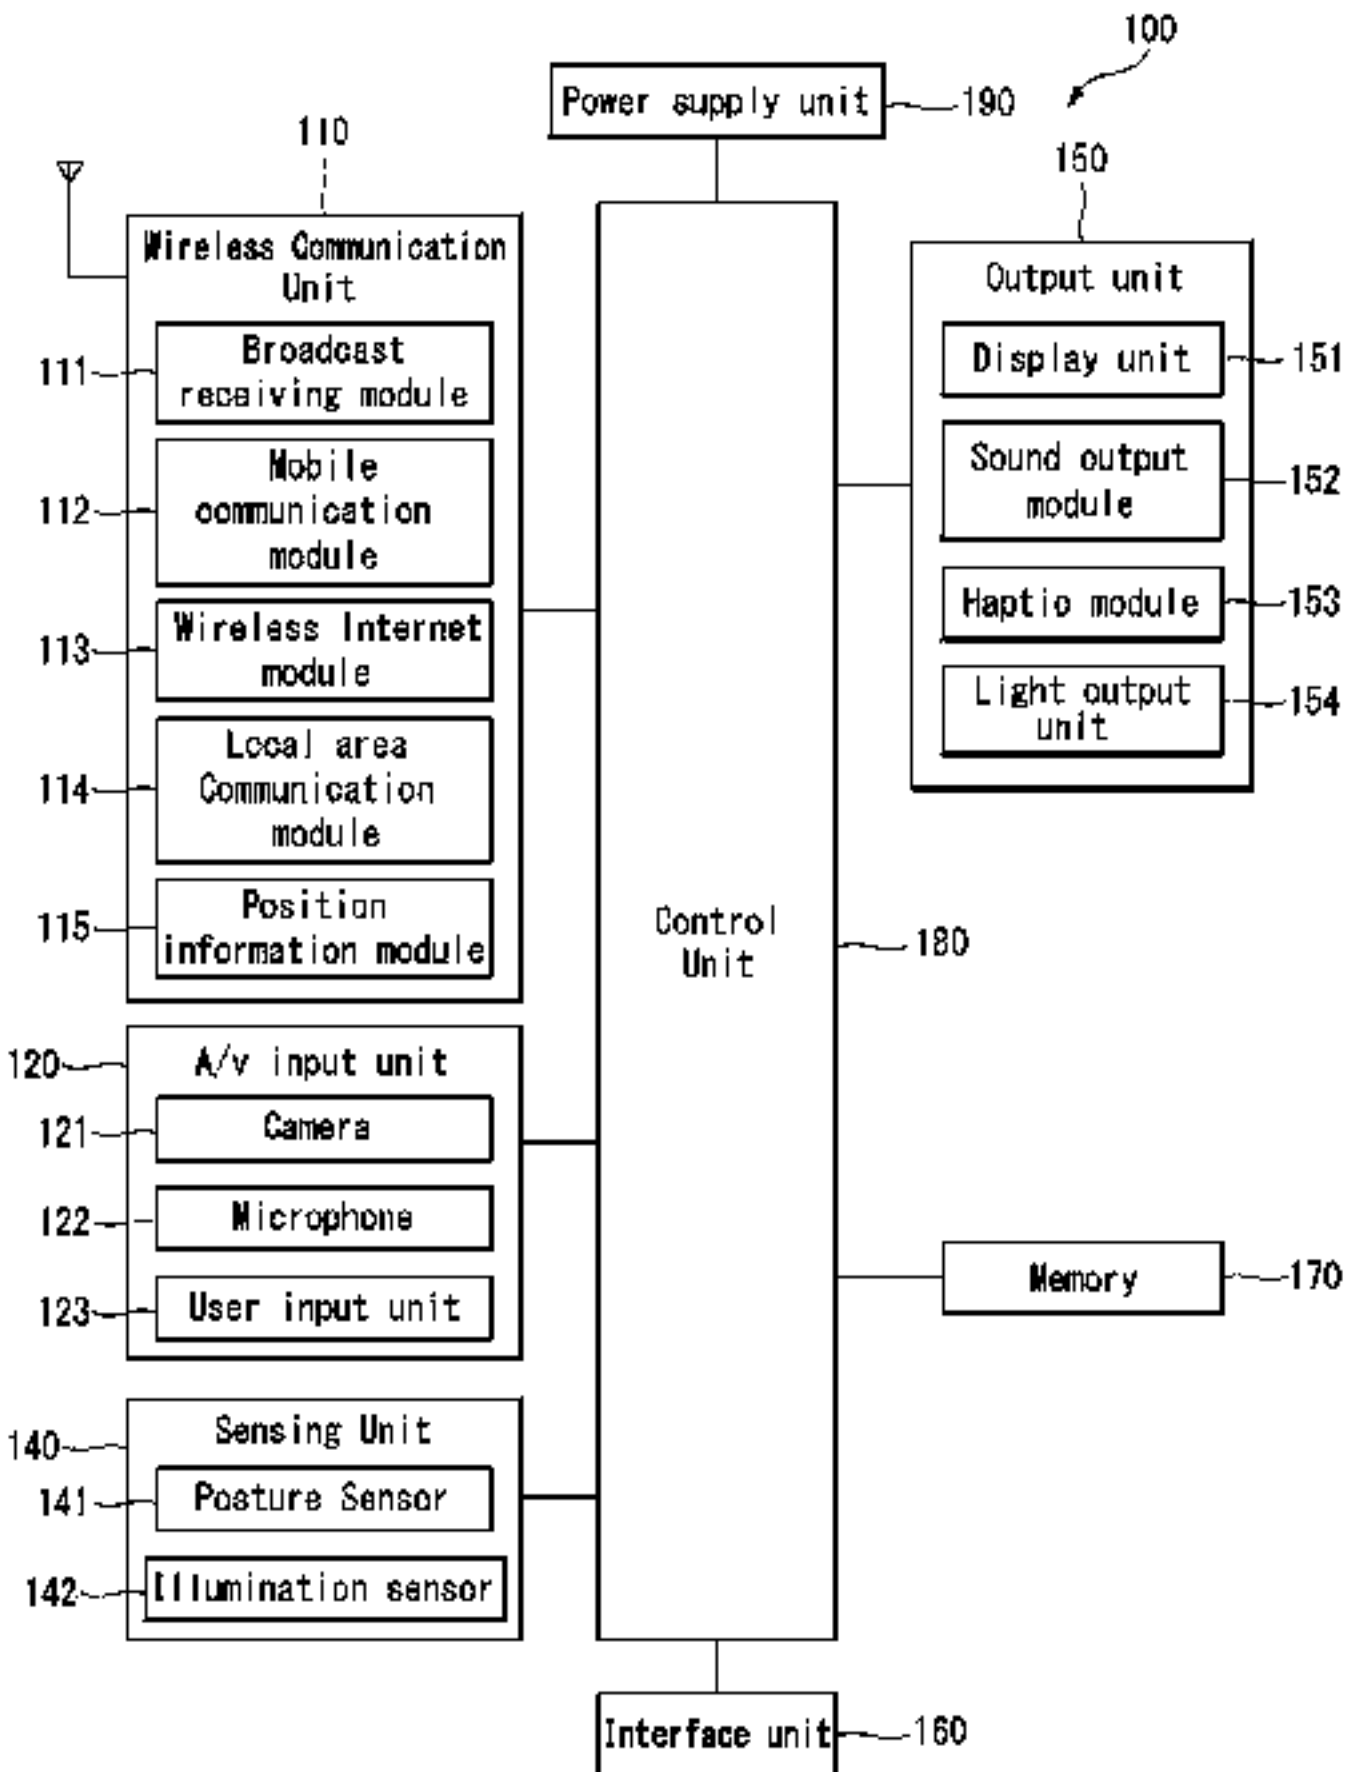 100
Power supply unit
190
110
150
Wireless Communication
Unit
Output unit
111
Broadcast
receiving module
Display unit
151
112
Mobile
communication
module
Sound output
module
152
113
Wireless Internet
module
Haptic module
153
114
Local area
Communication
module
Light output
unit
154
115
Position
information module
Control
Unit
180
120
A/v input unit
121
Camera
122
Microphone
123
User input unit
Memory
170
140
Sensing Unit
141
Posture Sensor
142
Illumination sensor
Interface unit
160